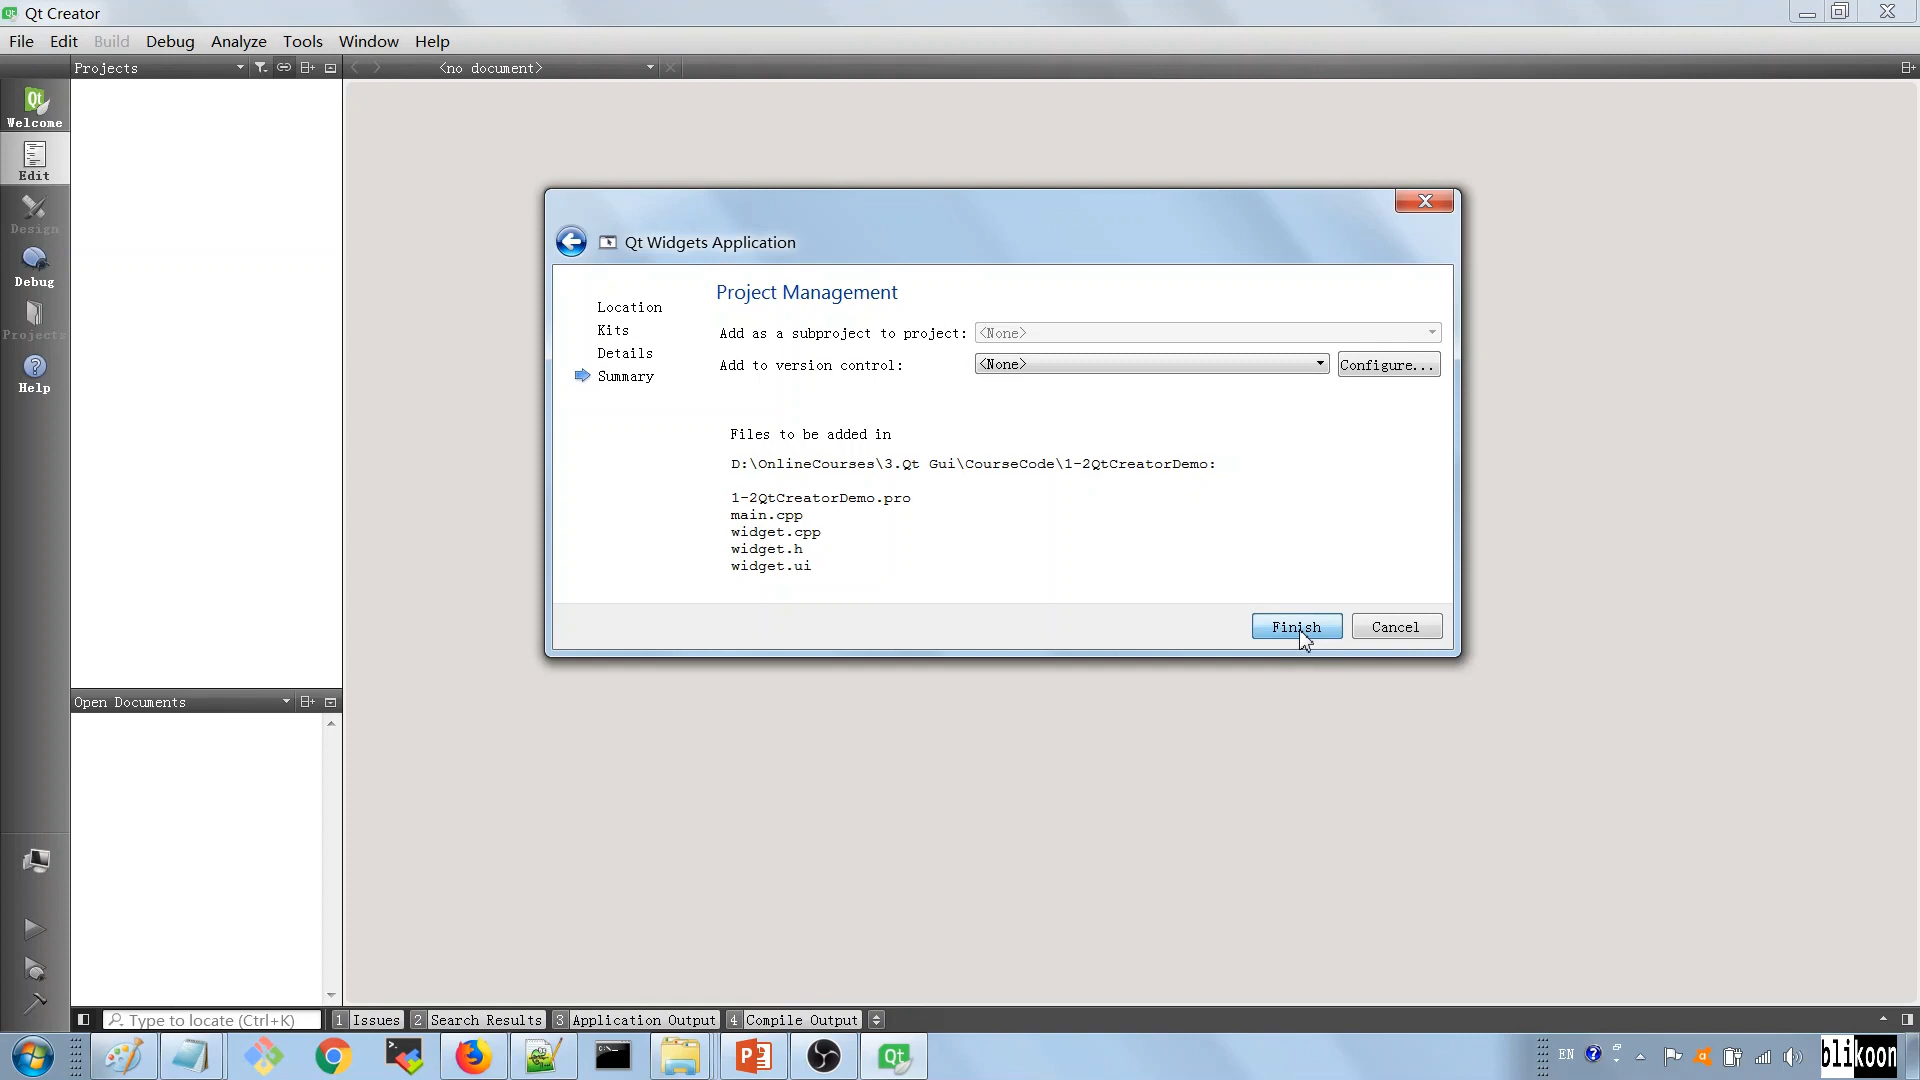 Qt Creator
File Edit Build Debug Analyze Tools Window Help
Projects <no document>
Welcome
Edit
Design
Debug
Projects
Help
Qt Widgets Application
Location
Kits
Details
Summary
Project Management
Add as a subproject to project: <None>
Add to version control: <None> Configure...
Files to be added in
D:\OnlineCourses\3.Qt Gui\CourseCode\1-2QtCreatorDemo:
1-2QtCreatorDemo.pro
main.cpp
widget.cpp
widget.h
widget.ui
Finish Cancel
Open Documents
Type to locate (Ctrl+K) 1 Issues 2 Search Results 3 Application Output 4 Compile Output
EN blikoon